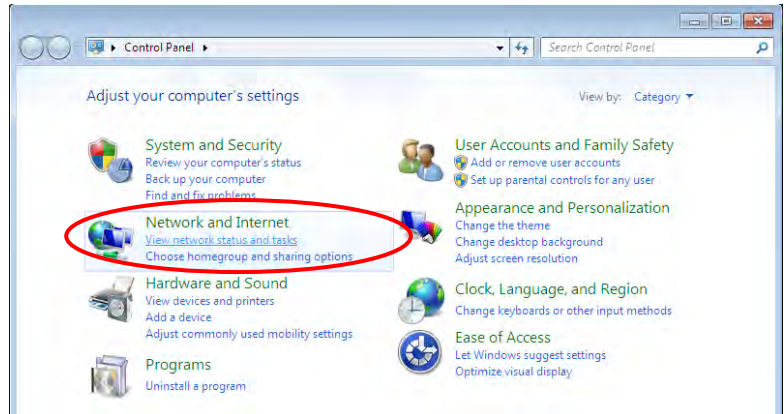 Control Panel
Search Control Panel
Adjust your computer's settings
View by: Category
System and Security
Review your computer's status
Back up your computer
Find and fix problems
Network and Internet
View network status and tasks
Choose homegroup and sharing options
Hardware and Sound
View devices and printers
Add a device
Adjust commonly used mobility settings
Programs
Uninstall a program
User Accounts and Family Safety
Add or remove user accounts
Set up parental controls for any user
Appearance and Personalization
Change the theme
Change desktop background
Adjust screen resolution
Clock, Language, and Region
Change keyboards or other input methods
Ease of Access
Let Windows suggest settings
Optimize visual display